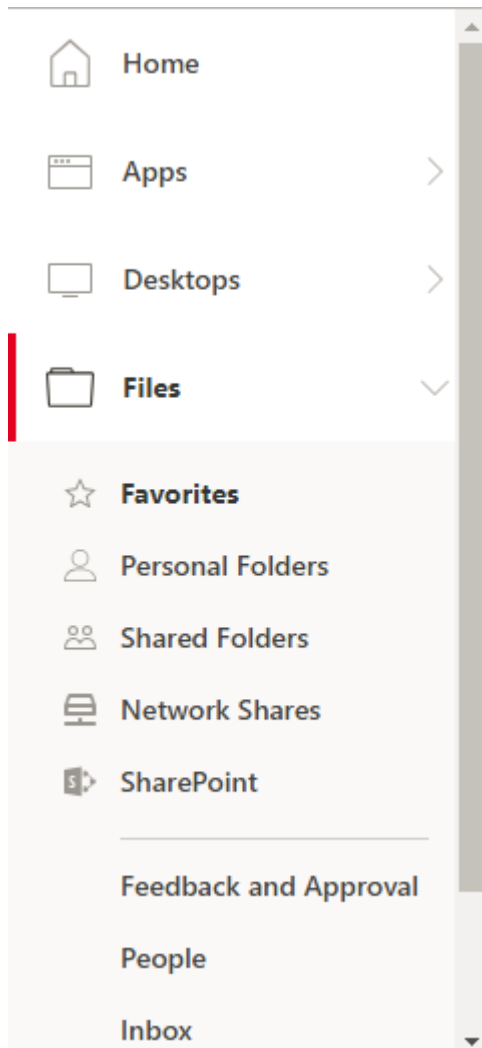 Home
Apps
Desktops
Files
Favorites
Personal Folders
Shared Folders
Network Shares
SharePoint
Feedback and Approval
People
Inbox